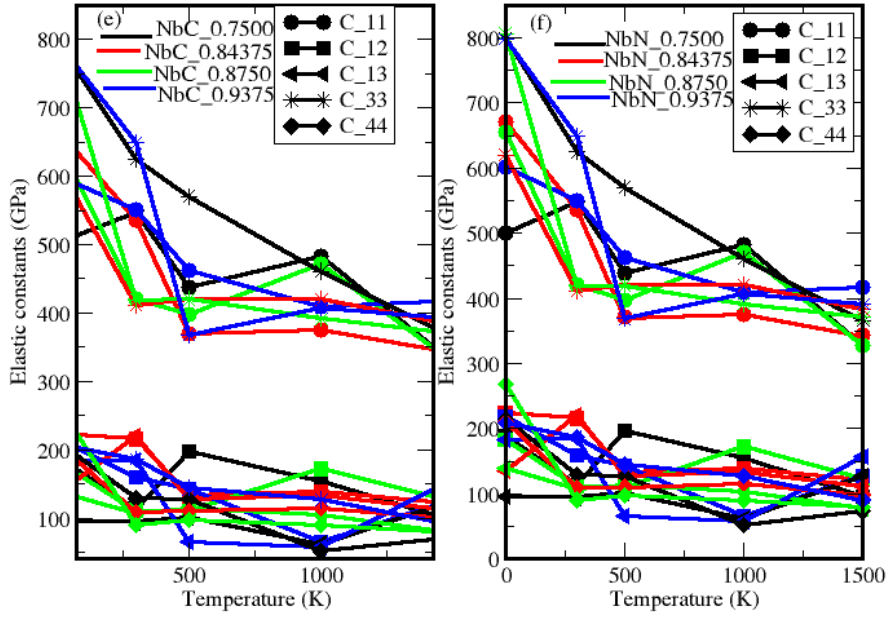 (e)
NbC_0.7500
NbC_0.84375
NbC_0.8750
NbC_0.9375
C_11
C_12
C_13
C_33
C_44
800
700
600
500
400
300
200
100
Elastic constants (GPa)
500
1000
Temperature (K)
(f)
NbN_0.7500
NbN_0.84375
NbN_0.8750
NbN_0.9375
C_11
C_12
C_13
C_33
C_44
800
700
600
500
400
300
200
100
0
Elastic constants (GPa)
0
500
1000
1500
Temperature (K)